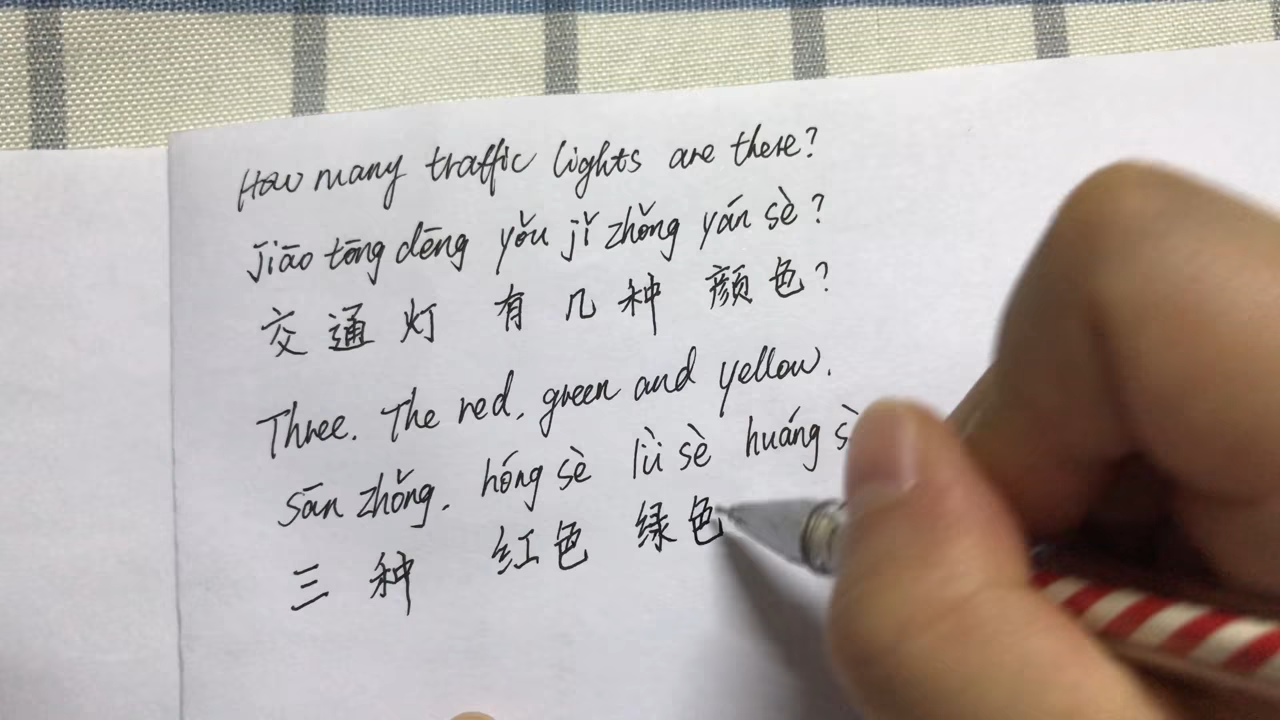 How many traffic lights are there?
jiāo tōng dēng yǒu jǐ zhǒng yán sè?
交通灯 有几种 颜色?
Three. The red, green and yellow.
sān zhǒng. hóng sè lǜ sè huáng s
三种 红色 绿色